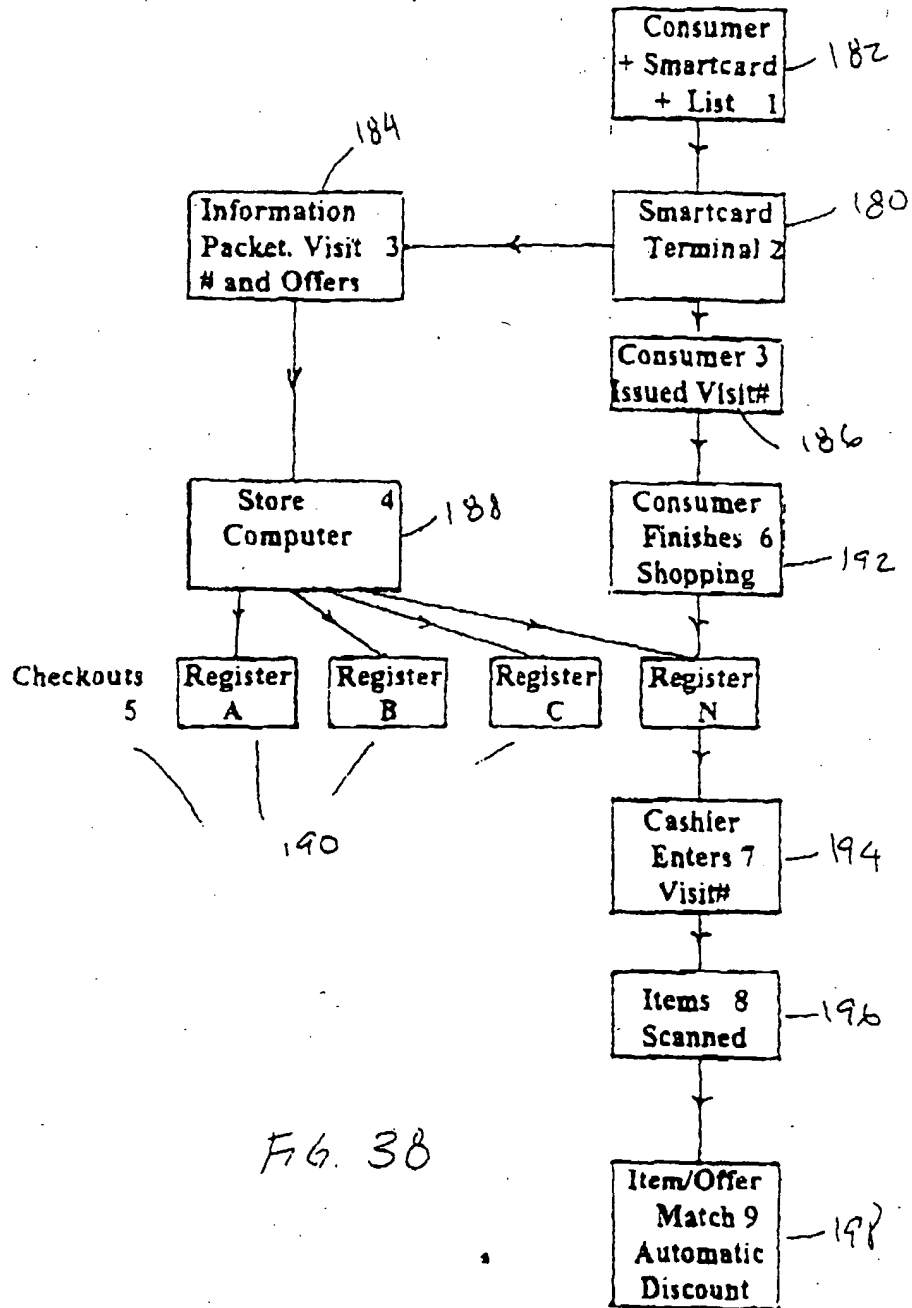 Consumer
+ Smartcard
+ List 1
182
184
Information
Packet. Visit 3
# and Offers
Smartcard
Terminal 2
180
Consumer 3
Issued Visit#
186
Store 4
Computer
188
Consumer
Finishes 6
Shopping
192
Checkouts
5
Register
A
Register
B
Register
C
Register
N
190
Cashier
Enters 7
Visit#
194
Items 8
Scanned
196
FIG. 38
Item/Offer
Match 9
Automatic
Discount
198